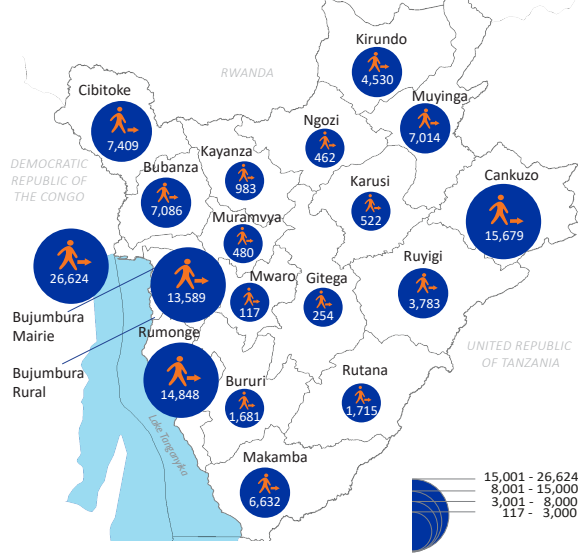 Kirundo
4,530
RWANDA
Cibitoke
7,409
Muyinga
7,014
Ngozi
462
Kayanza
983
DEMOCRATIC
REPUBLIC OF
THE CONGO
Bubanza
7,086
Karusi
522
Cankuzo
15,679
Muramvya
480
26,624
13,589
Mwaro
117
Gitega
254
Ruyigi
3,783
Bujumbura
Mairie
Rumonge
14,848
UNITED REPUBLIC
OF TANZANIA
Bujumbura
Rural
Bururi
1,681
Rutana
1,715
Lake Tanganyika
Makamba
6,632
15,001 - 26,624
8,001 - 15,000
3,001 - 8,000
117 - 3,000